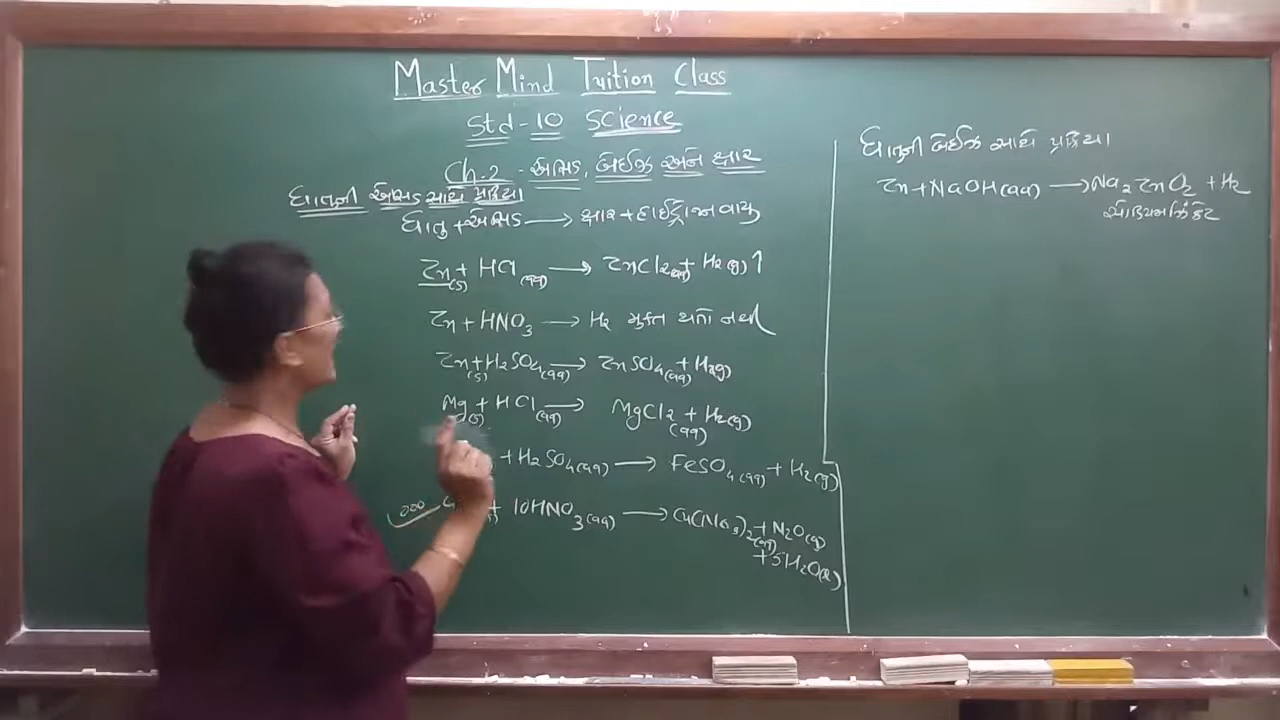 Master Mind Tuition Class
Std-10 Science
Ch-2 - એસિડ, બેઈઝ અને ક્ષાર
ધાતુની એસિડ સાથે પ્રક્રિયા
ધાતુ + એસિડ → ક્ષાર + હાઈડ્રોજન વાયુ
Zn(s) + HCl(aq) → ZnCl2(aq) + H2(g)↑
Zn + HNO3 → H2 મુક્ત થતો નથી
Zn(s) + H2SO4(aq) → ZnSO4(aq) + H2(g)
Mg(s) + HCl(aq) → MgCl2(aq) + H2(g)
+ H2SO4(aq) → FeSO4(aq) + H2(g)
+ 10HNO3(aq) → Cu(NO3)2(aq) + N2O(g)
+ 5H2O(l)
ધાતુની બેઈઝ સાથે પ્રક્રિયા
Zn + NaOH(aq) → Na2ZnO2 + H2
સોડિયમ ઝિંકેટ